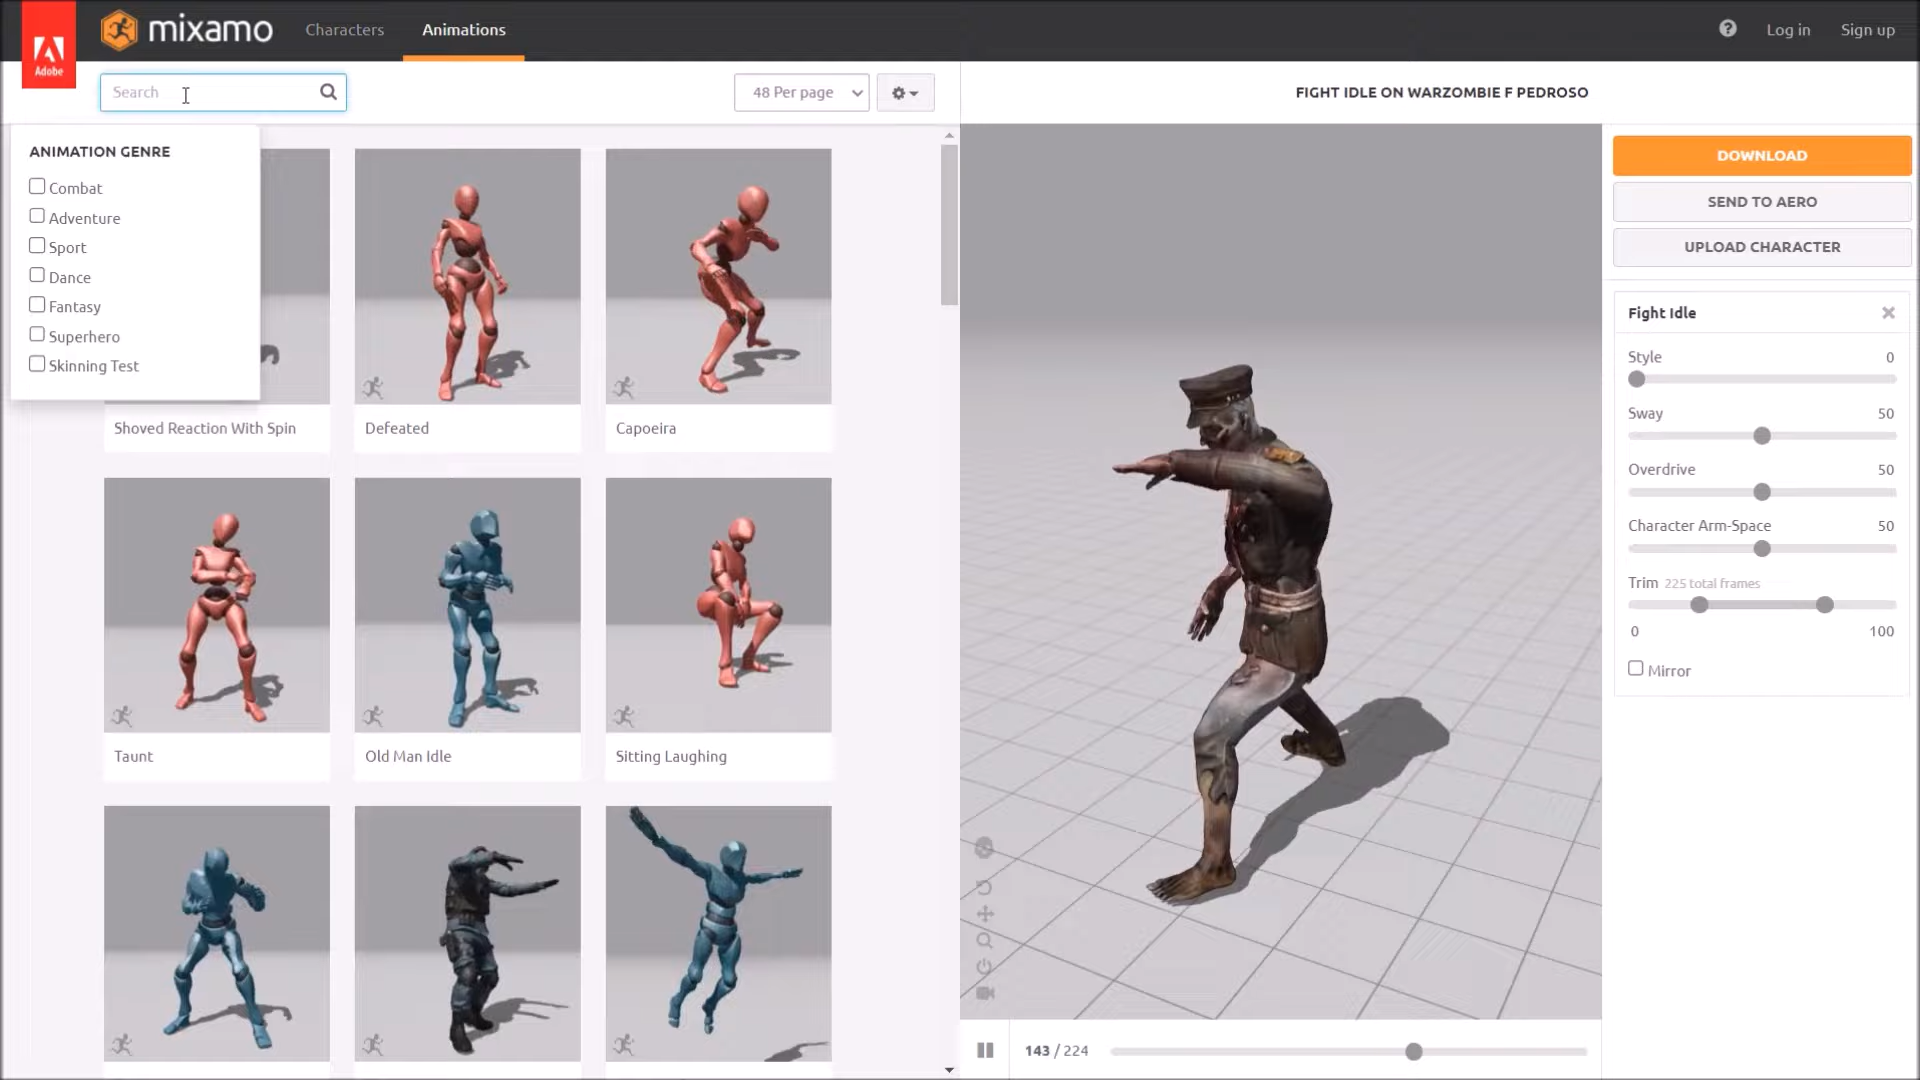 Adobe
mixamo
Characters
Animations
Log in
Sign up
Search
48 Per page
FIGHT IDLE ON WARZOMBIE F PEDROSO
ANIMATION GENRE
Combat
Adventure
Sport
Dance
Fantasy
Superhero
Skinning Test
Shoved Reaction With Spin
Defeated
Capoeira
Taunt
Old Man Idle
Sitting Laughing
DOWNLOAD
SEND TO AERO
UPLOAD CHARACTER
Fight Idle
Style 0
Sway 50
Overdrive 50
Character Arm-Space 50
Trim 225 total frames
0 100
Mirror
143 / 224